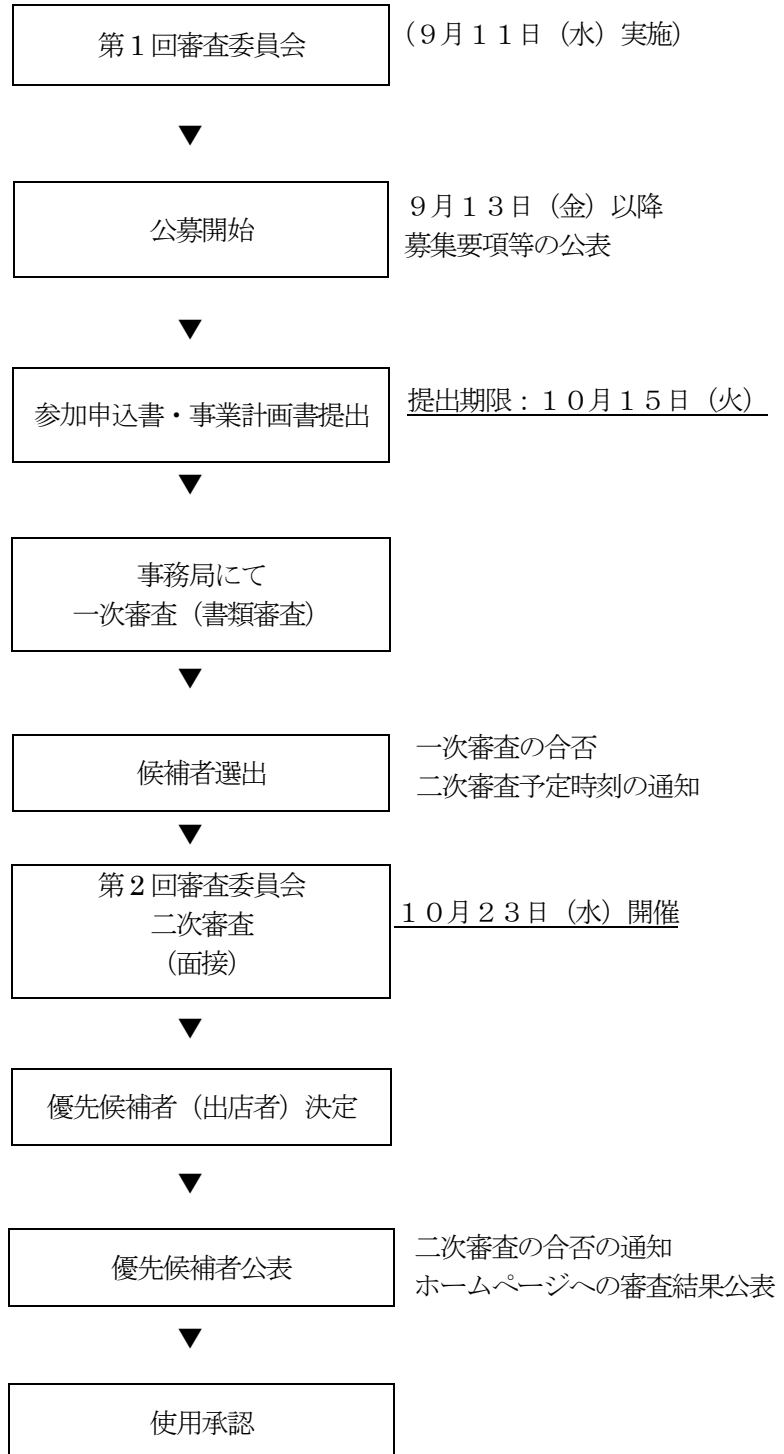 第1回審査委員会
(9月11日（水）実施）
▼
公募開始
9月13日（金）以降
募集要項等の公表
▼
参加申込書・事業計画書提出
提出期限：10月15日（火）
▼
事務局にて
一次審査（書類審査）
▼
候補者選出
一次審査の合否
二次審査予定時刻の通知
▼
第2回審査委員会
二次審査
（面接）
10月23日（水）開催
▼
優先候補者（出店者）決定
▼
優先候補者公表
二次審査の合否の通知
ホームページへの審査結果公表
▼
使用承認